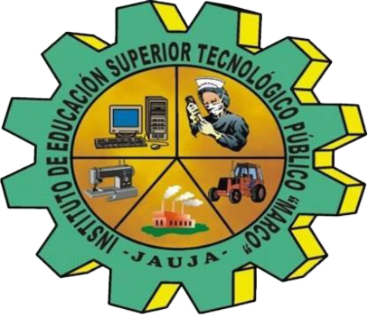 INSTITUTO DE EDUCACIÓN SUPERIOR TECNOLÓGICO PÚBLICO "MARCO"
- JAUJA -